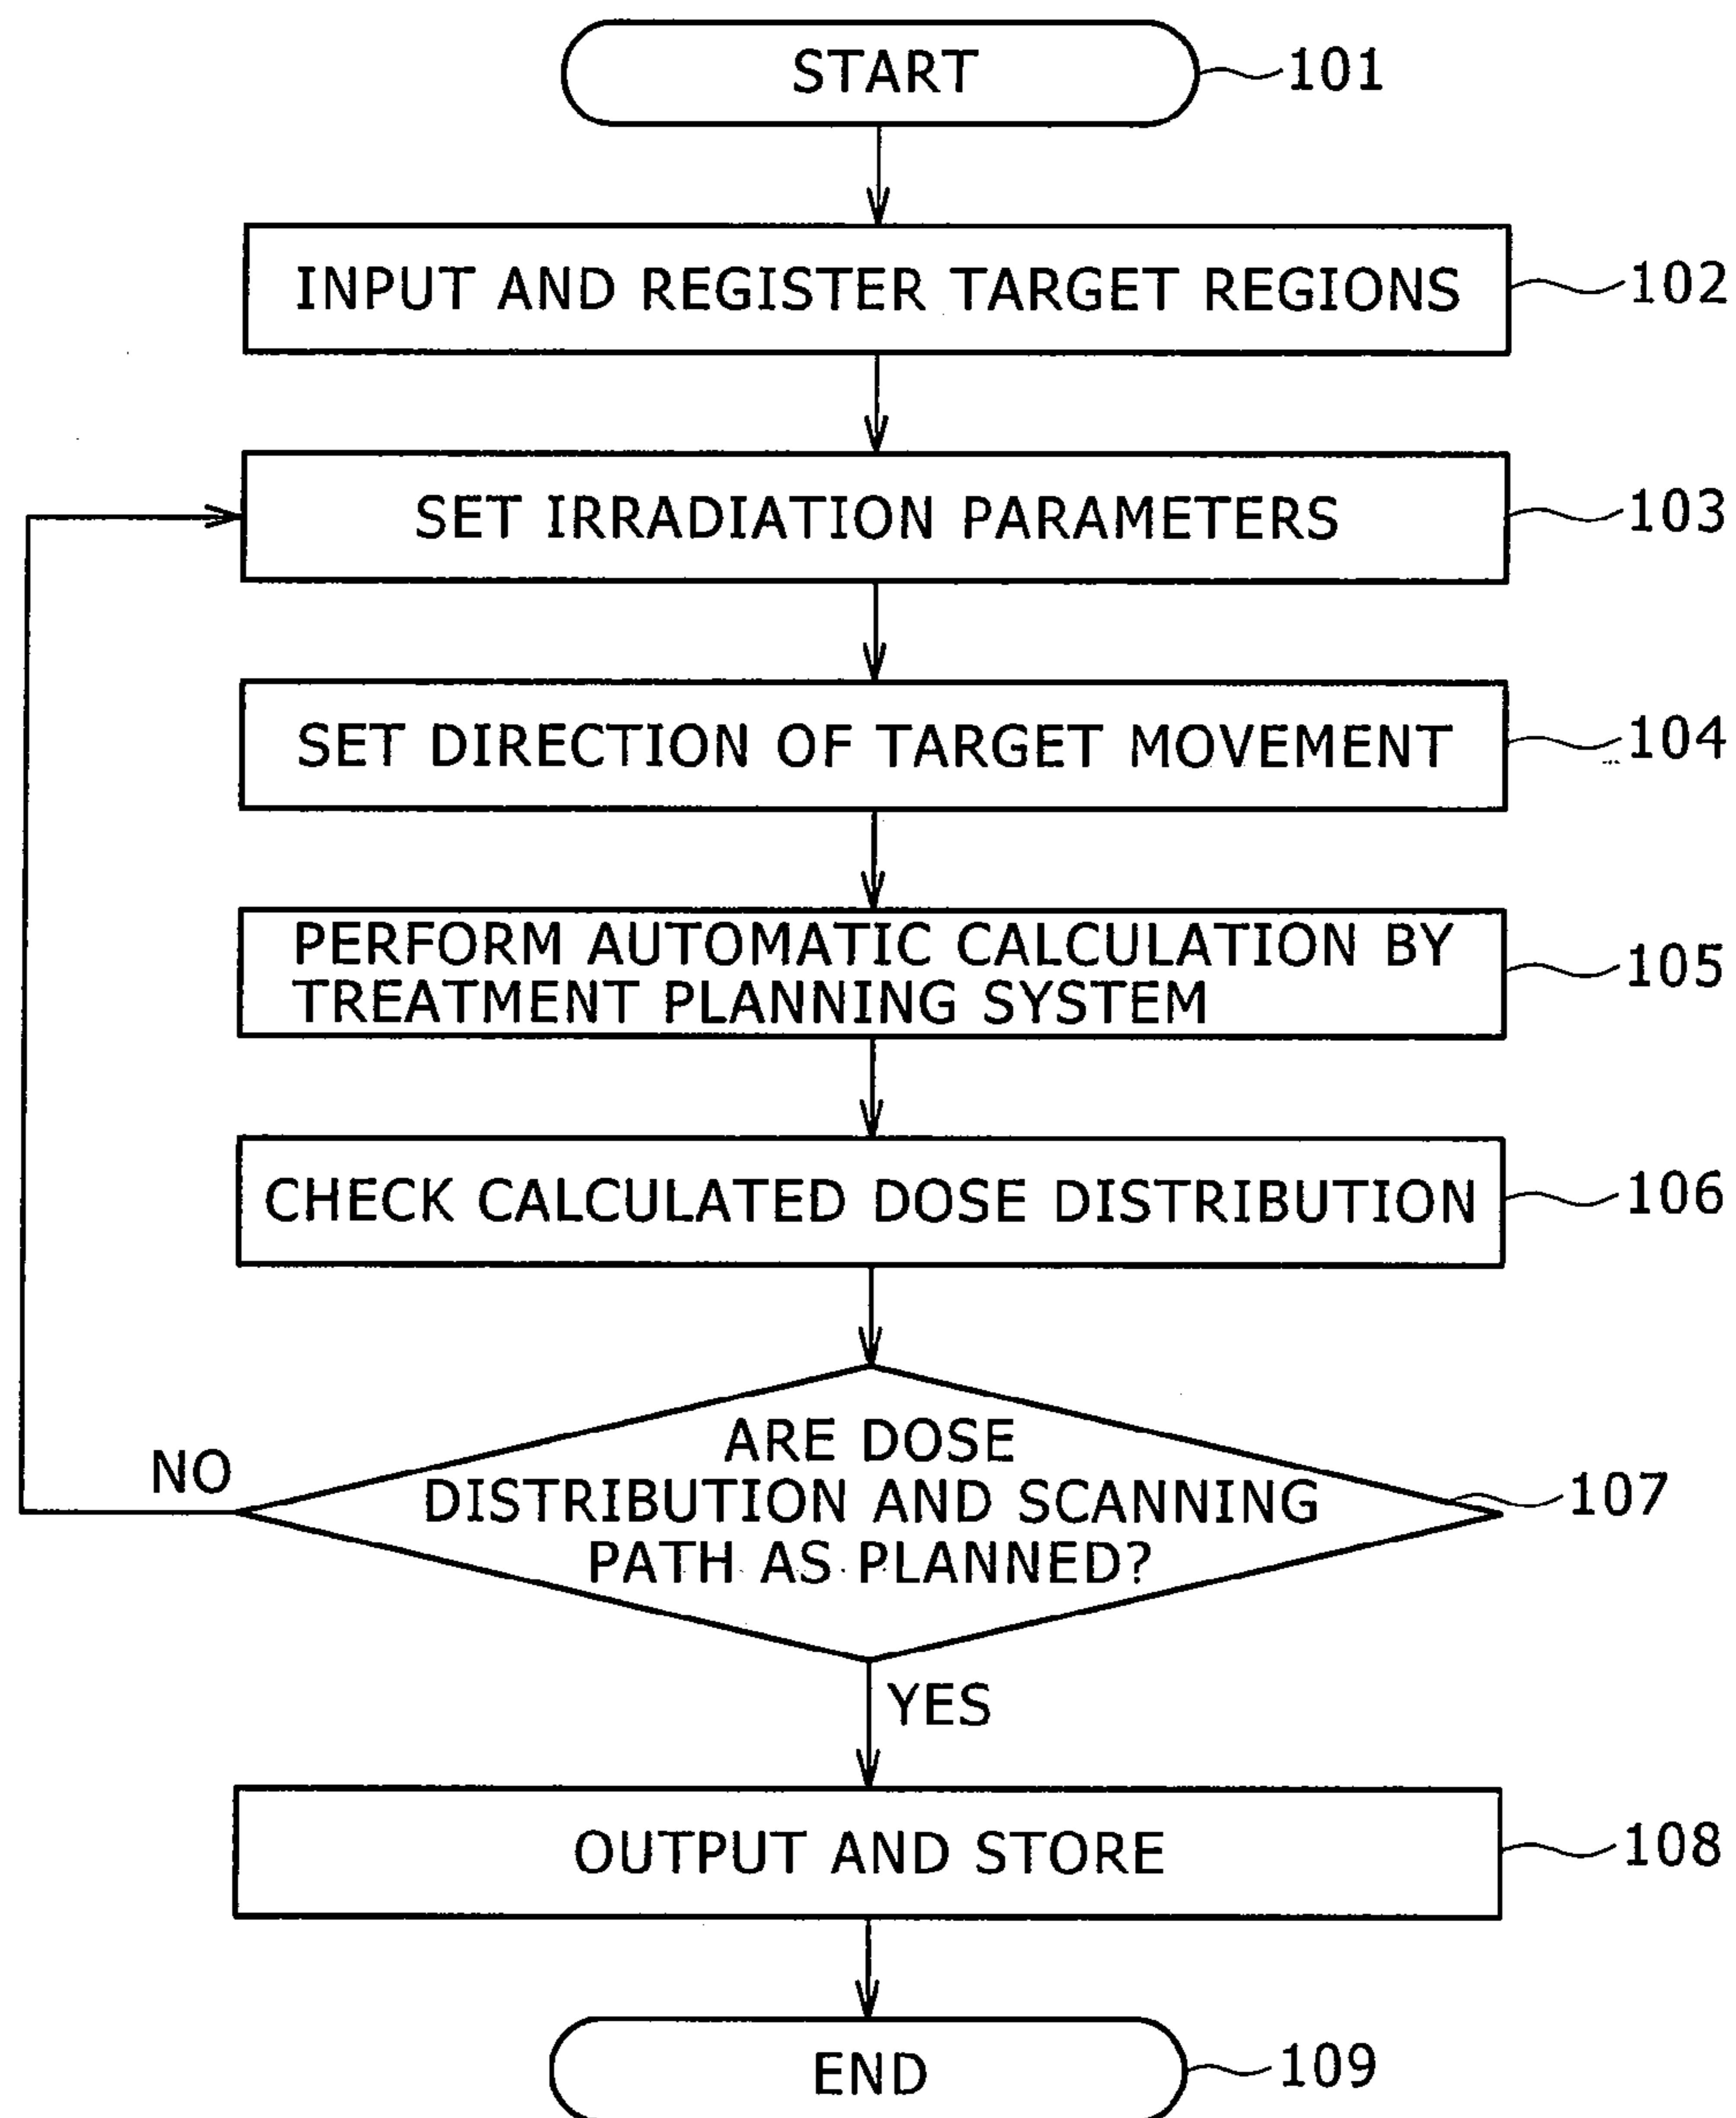 START
101
INPUT AND REGISTER TARGET REGIONS
102
SET IRRADIATION PARAMETERS
103
SET DIRECTION OF TARGET MOVEMENT
104
PERFORM AUTOMATIC CALCULATION BY
TREATMENT PLANNING SYSTEM
105
CHECK CALCULATED DOSE DISTRIBUTION
106
ARE DOSE
DISTRIBUTION AND SCANNING
PATH AS PLANNED?
107
NO
YES
OUTPUT AND STORE
108
END
109